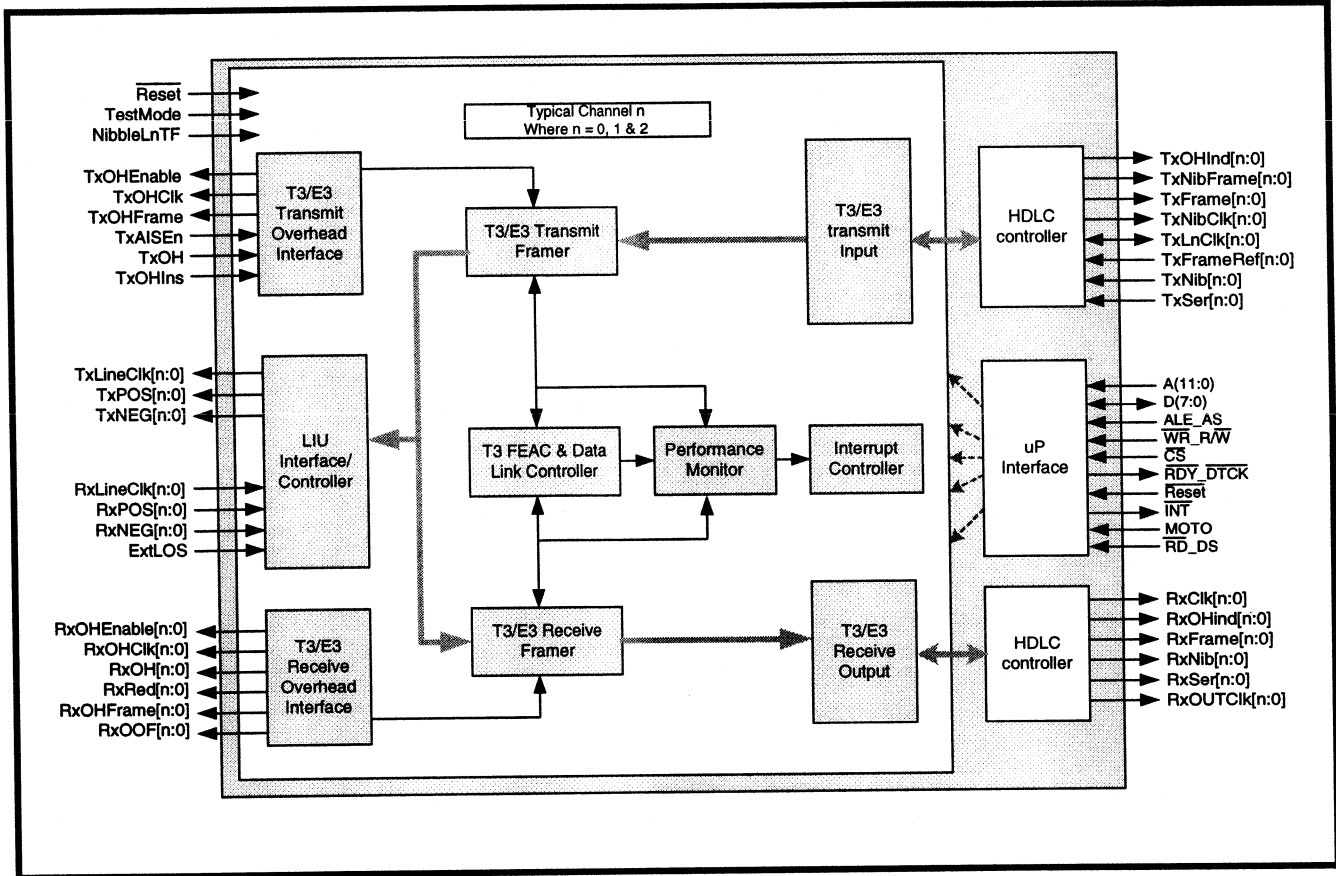 Reset
TestMode
NibbleLnTF
TxOHEnable
TxOHClk
TxOHFrame
TxAISEn
TxOH
TxOHIns
TxLineClk[n:0]
TxPOS[n:0]
TxNEG[n:0]
RxLineClk[n:0]
RxPOS[n:0]
RxNEG[n:0]
ExtLOS
RxOHEnable[n:0]
RxOHClk[n:0]
RxOH[n:0]
RxRed[n:0]
RxOHFrame[n:0]
RxOOF[n:0]
Typical Channel n
Where n = 0, 1 & 2
T3/E3
Transmit
Overhead
Interface
T3/E3 Transmit
Framer
T3/E3
transmit
Input
HDLC
controller
LIU
Interface/
Controller
T3 FEAC & Data
Link Controller
Performance
Monitor
Interrupt
Controller
uP
Interface
T3/E3
Receive
Overhead
Interface
T3/E3 Receive
Framer
T3/E3
Receive
Output
HDLC
controller
TxOHInd[n:0]
TxNibFrame[n:0]
TxFrame[n:0]
TxNibClk[n:0]
TxLnClk[n:0]
TxFrameRef[n:0]
TxNib[n:0]
TxSer[n:0]
A(11:0)
D(7:0)
ALE_AS
WR_R/W
CS
RDY_DTCK
Reset
INT
MOTO
RD_DS
RxClk[n:0]
RxOHind[n:0]
RxFrame[n:0]
RxNib[n:0]
RxSer[n:0]
RxOUTClk[n:0]